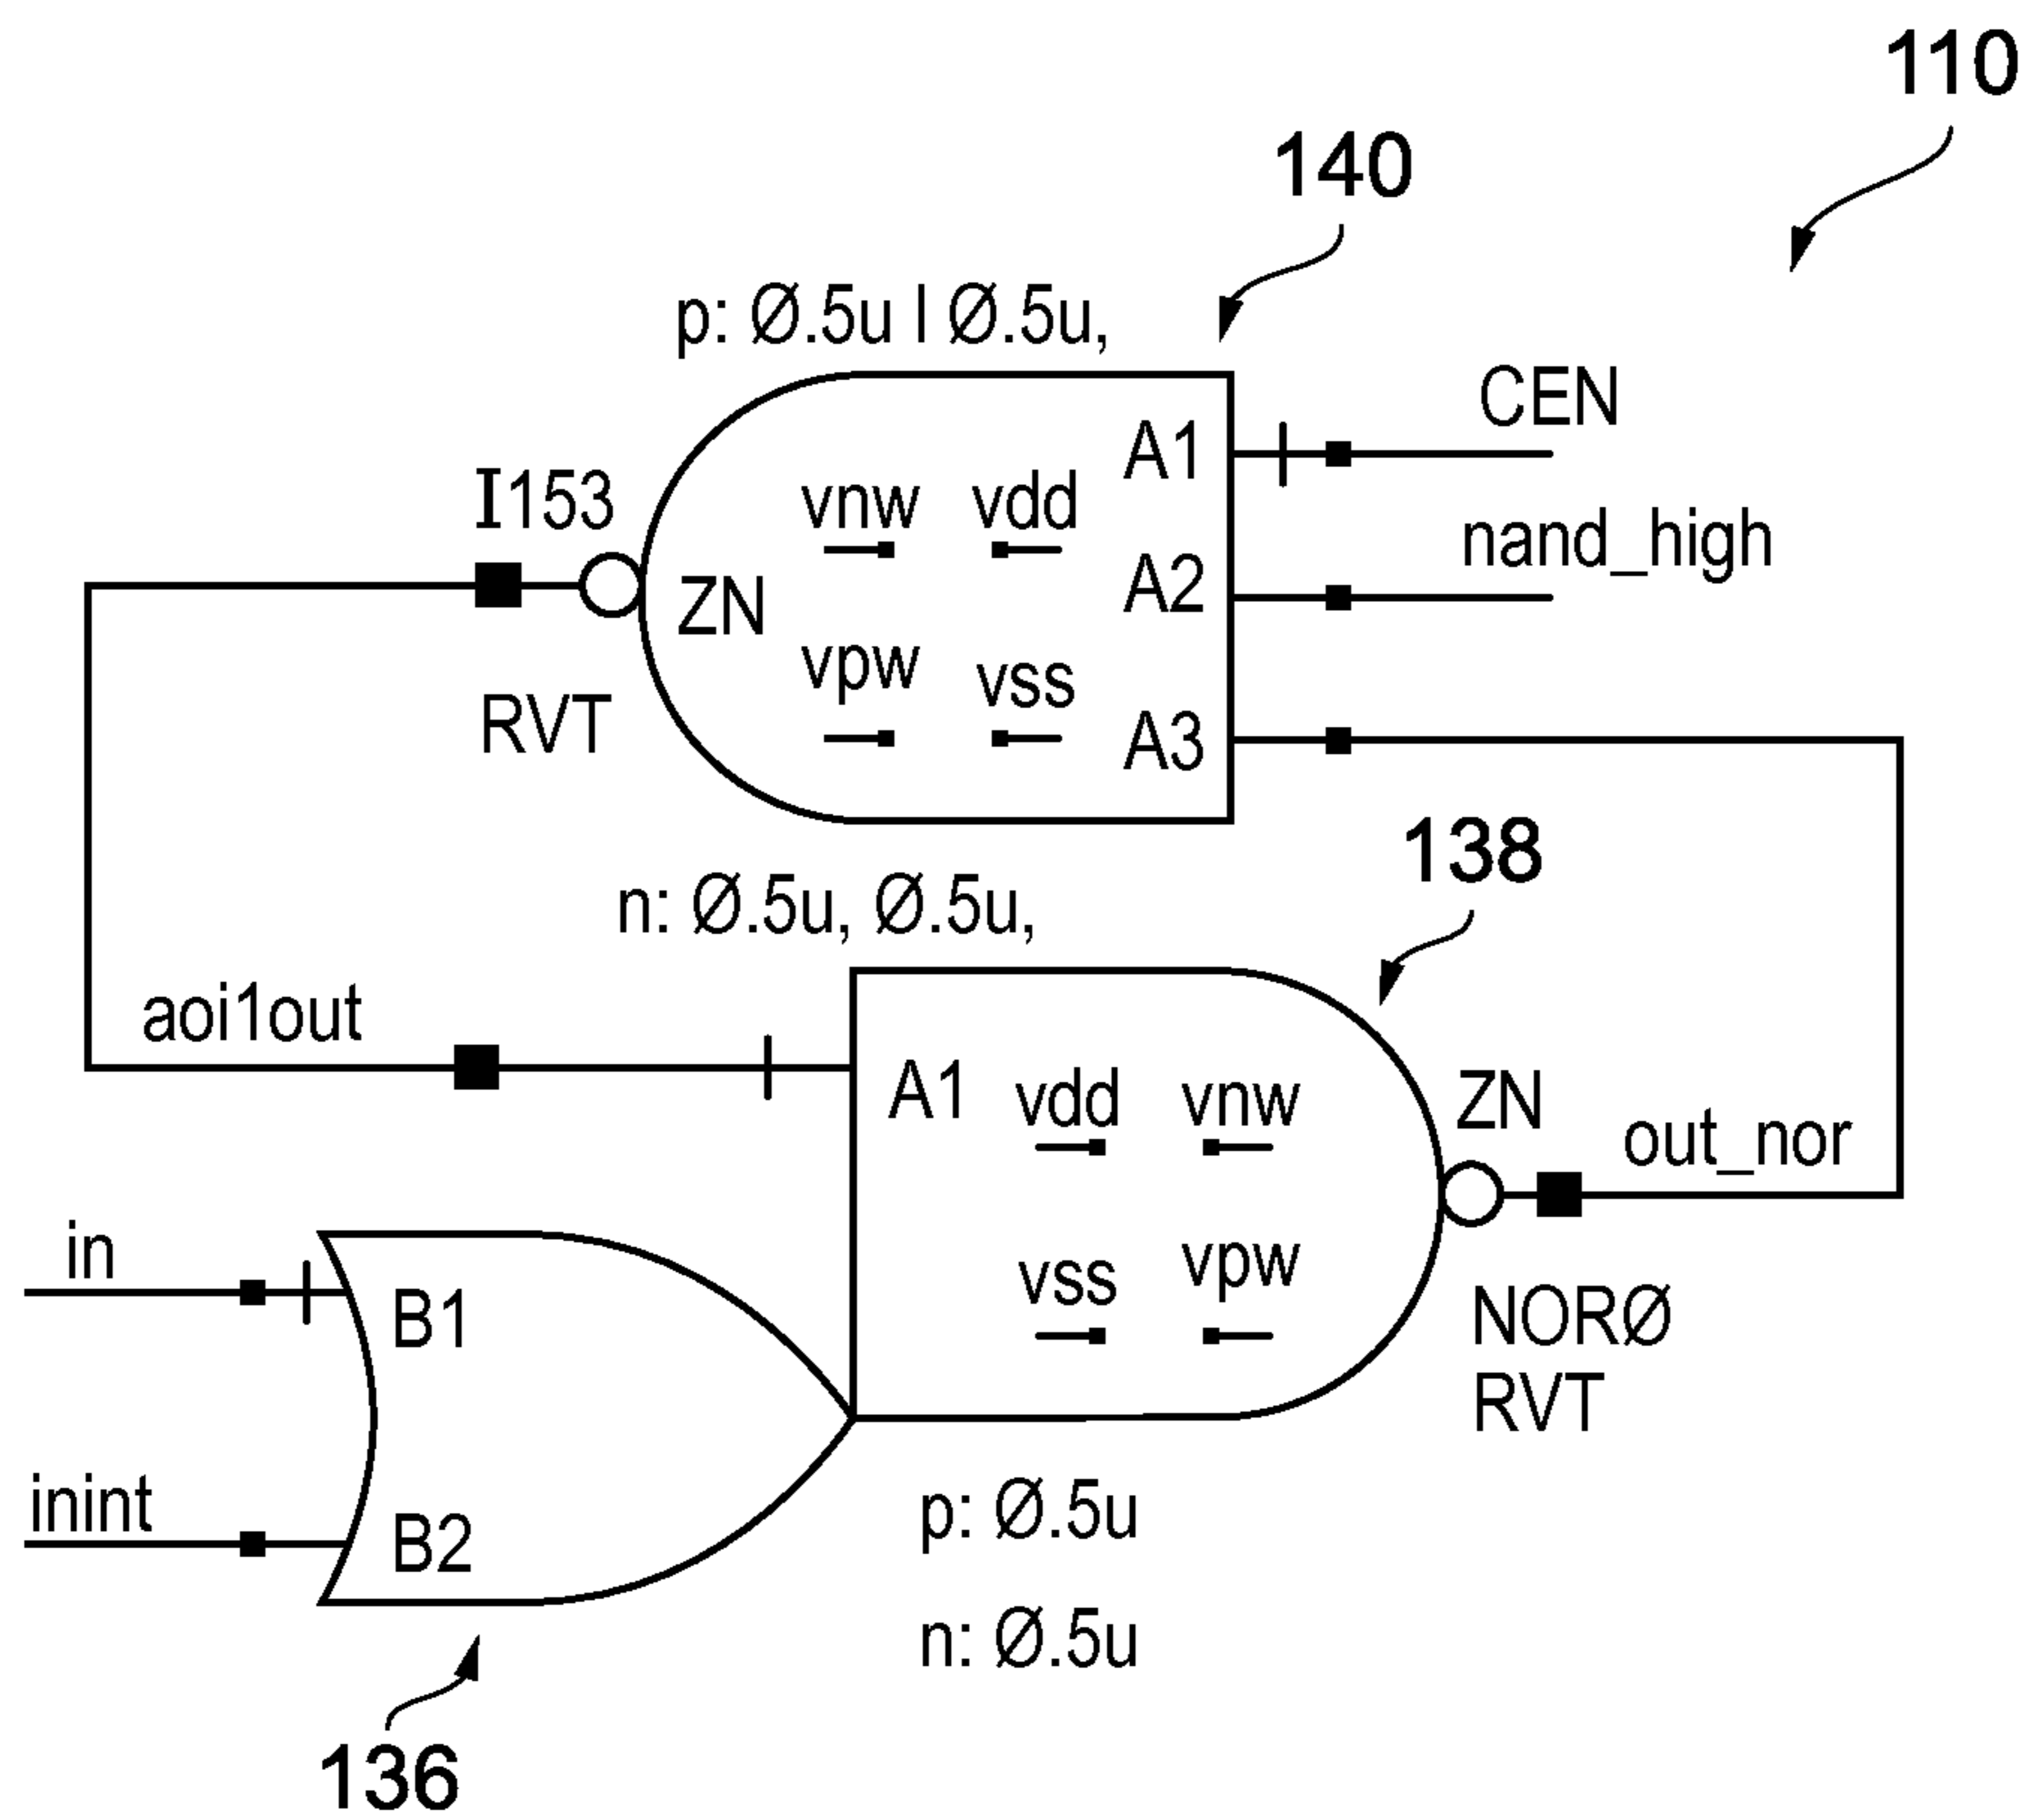 110
140
p: Ø.5u I Ø.5u,
CEN
A1
I153
vnw vdd
nand_high
A2
ZN
vpw vss
RVT
A3
138
n: Ø.5u, Ø.5u,
aoi1out
A1 vdd vnw
ZN
out_nor
in
vss vpw
B1
NORØ
RVT
inint
B2
p: Ø.5u
n: Ø.5u
136